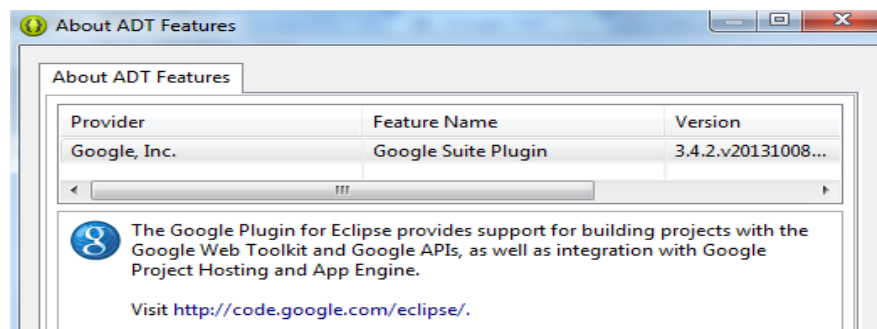 About ADT Features
About ADT Features
Provider Feature Name Version
Google, Inc. Google Suite Plugin 3.4.2.v20131008...
The Google Plugin for Eclipse provides support for building projects with the
Google Web Toolkit and Google APIs, as well as integration with Google
Project Hosting and App Engine.
Visit http://code.google.com/eclipse/.